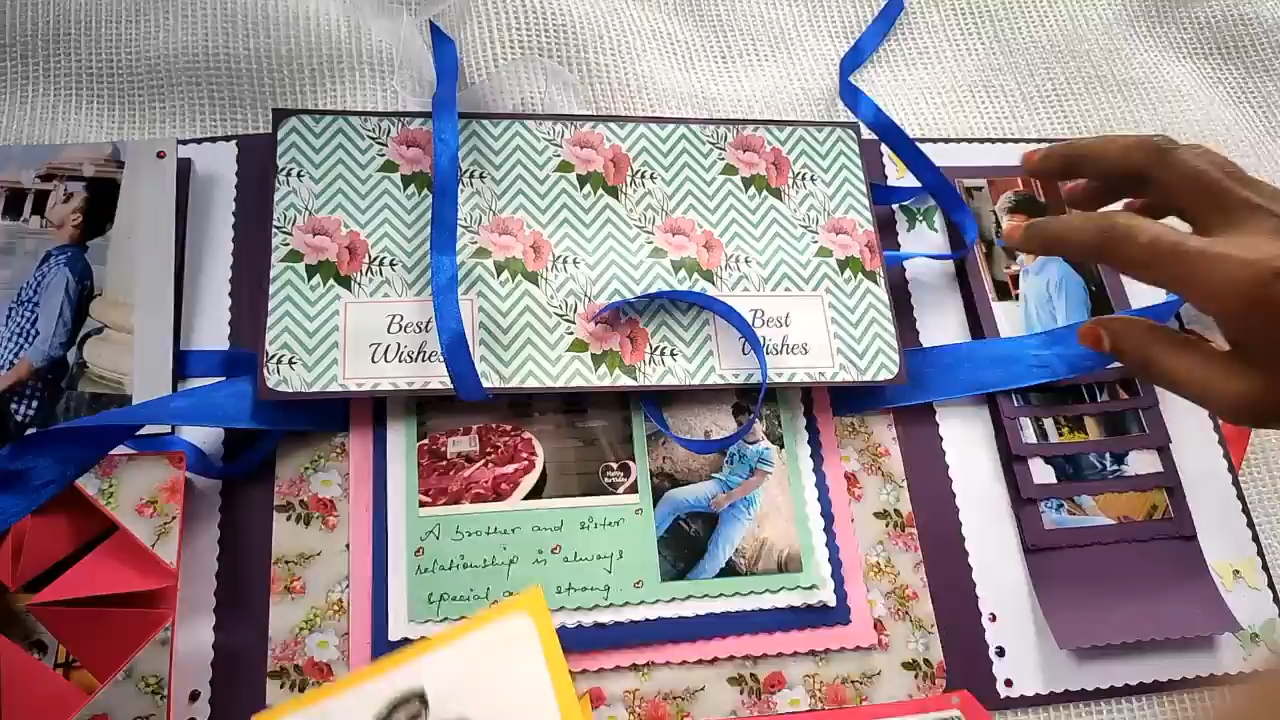 Best
Wishes
Best
Wishes
Happy
Birthday
A brother and sister
relationship is always
special and strong..